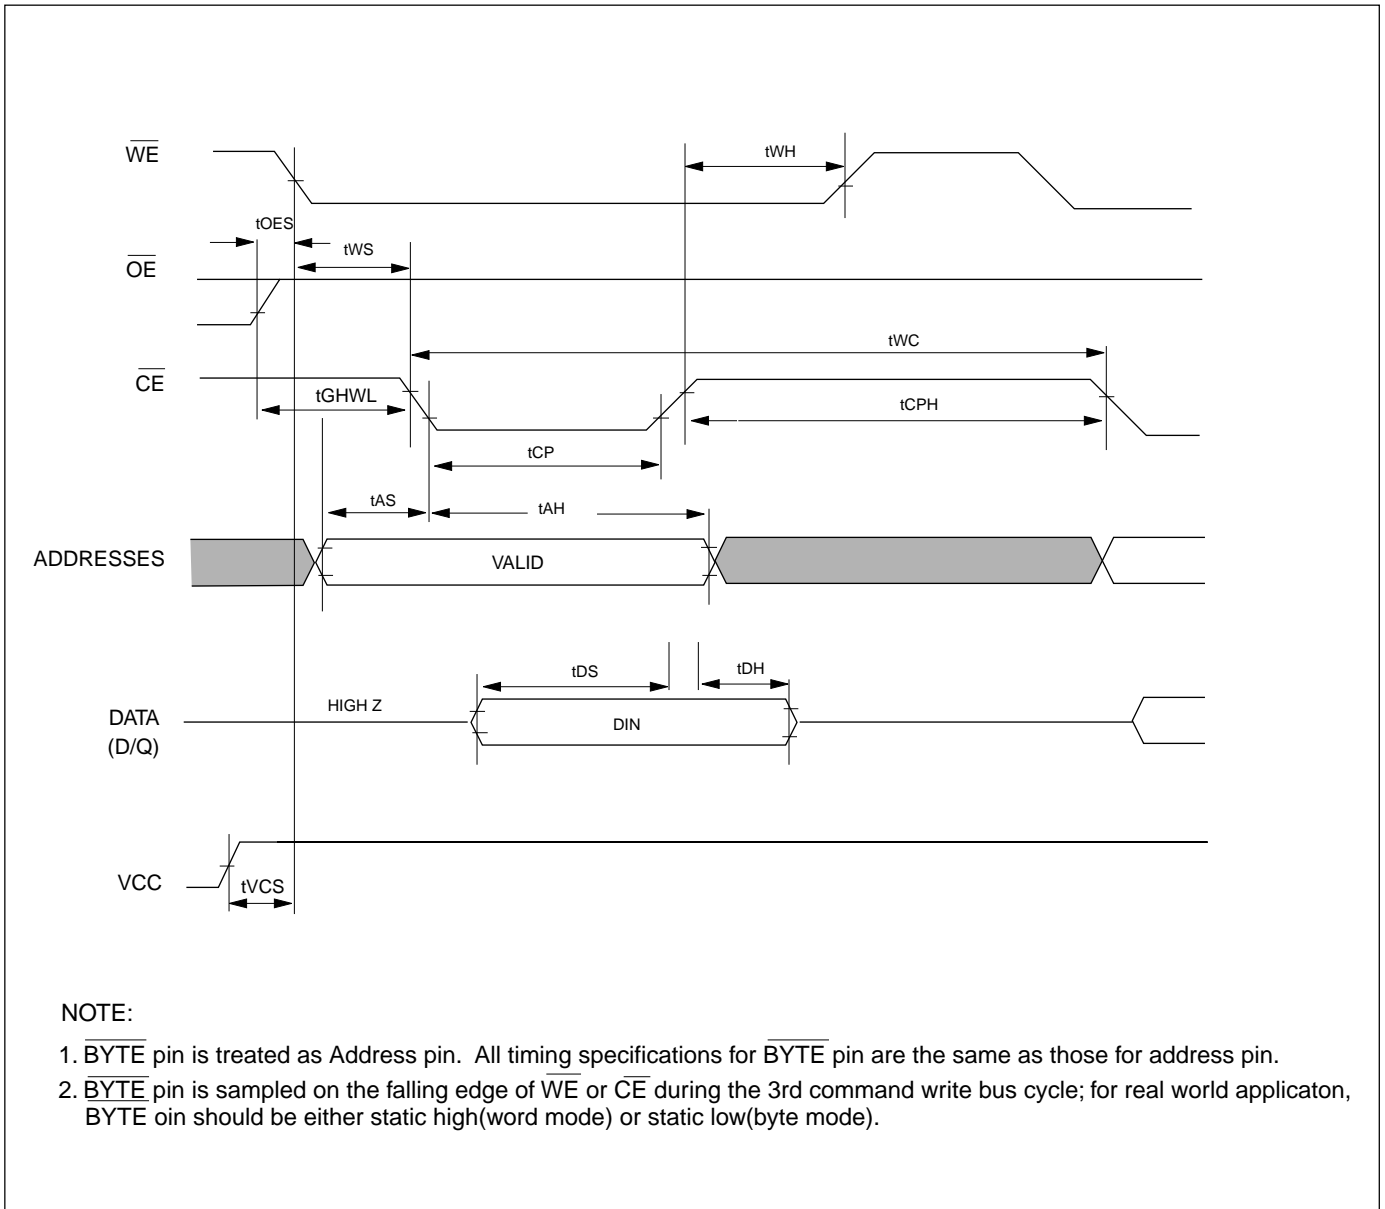 WE
tWH
tOES
tWS
OE
tWC
CE
tGHWL
tCPH
tCP
tAS
tAH
ADDRESSES
VALID
tDS
tDH
HIGH Z
DATA
(D/Q)
DIN
VCC
tVCS
NOTE:
1. BYTE pin is treated as Address pin. All timing specifications for BYTE pin are the same as those for address pin.
2. BYTE pin is sampled on the falling edge of WE or CE during the 3rd command write bus cycle; for real world applicaton,
BYTE oin should be either static high(word mode) or static low(byte mode).